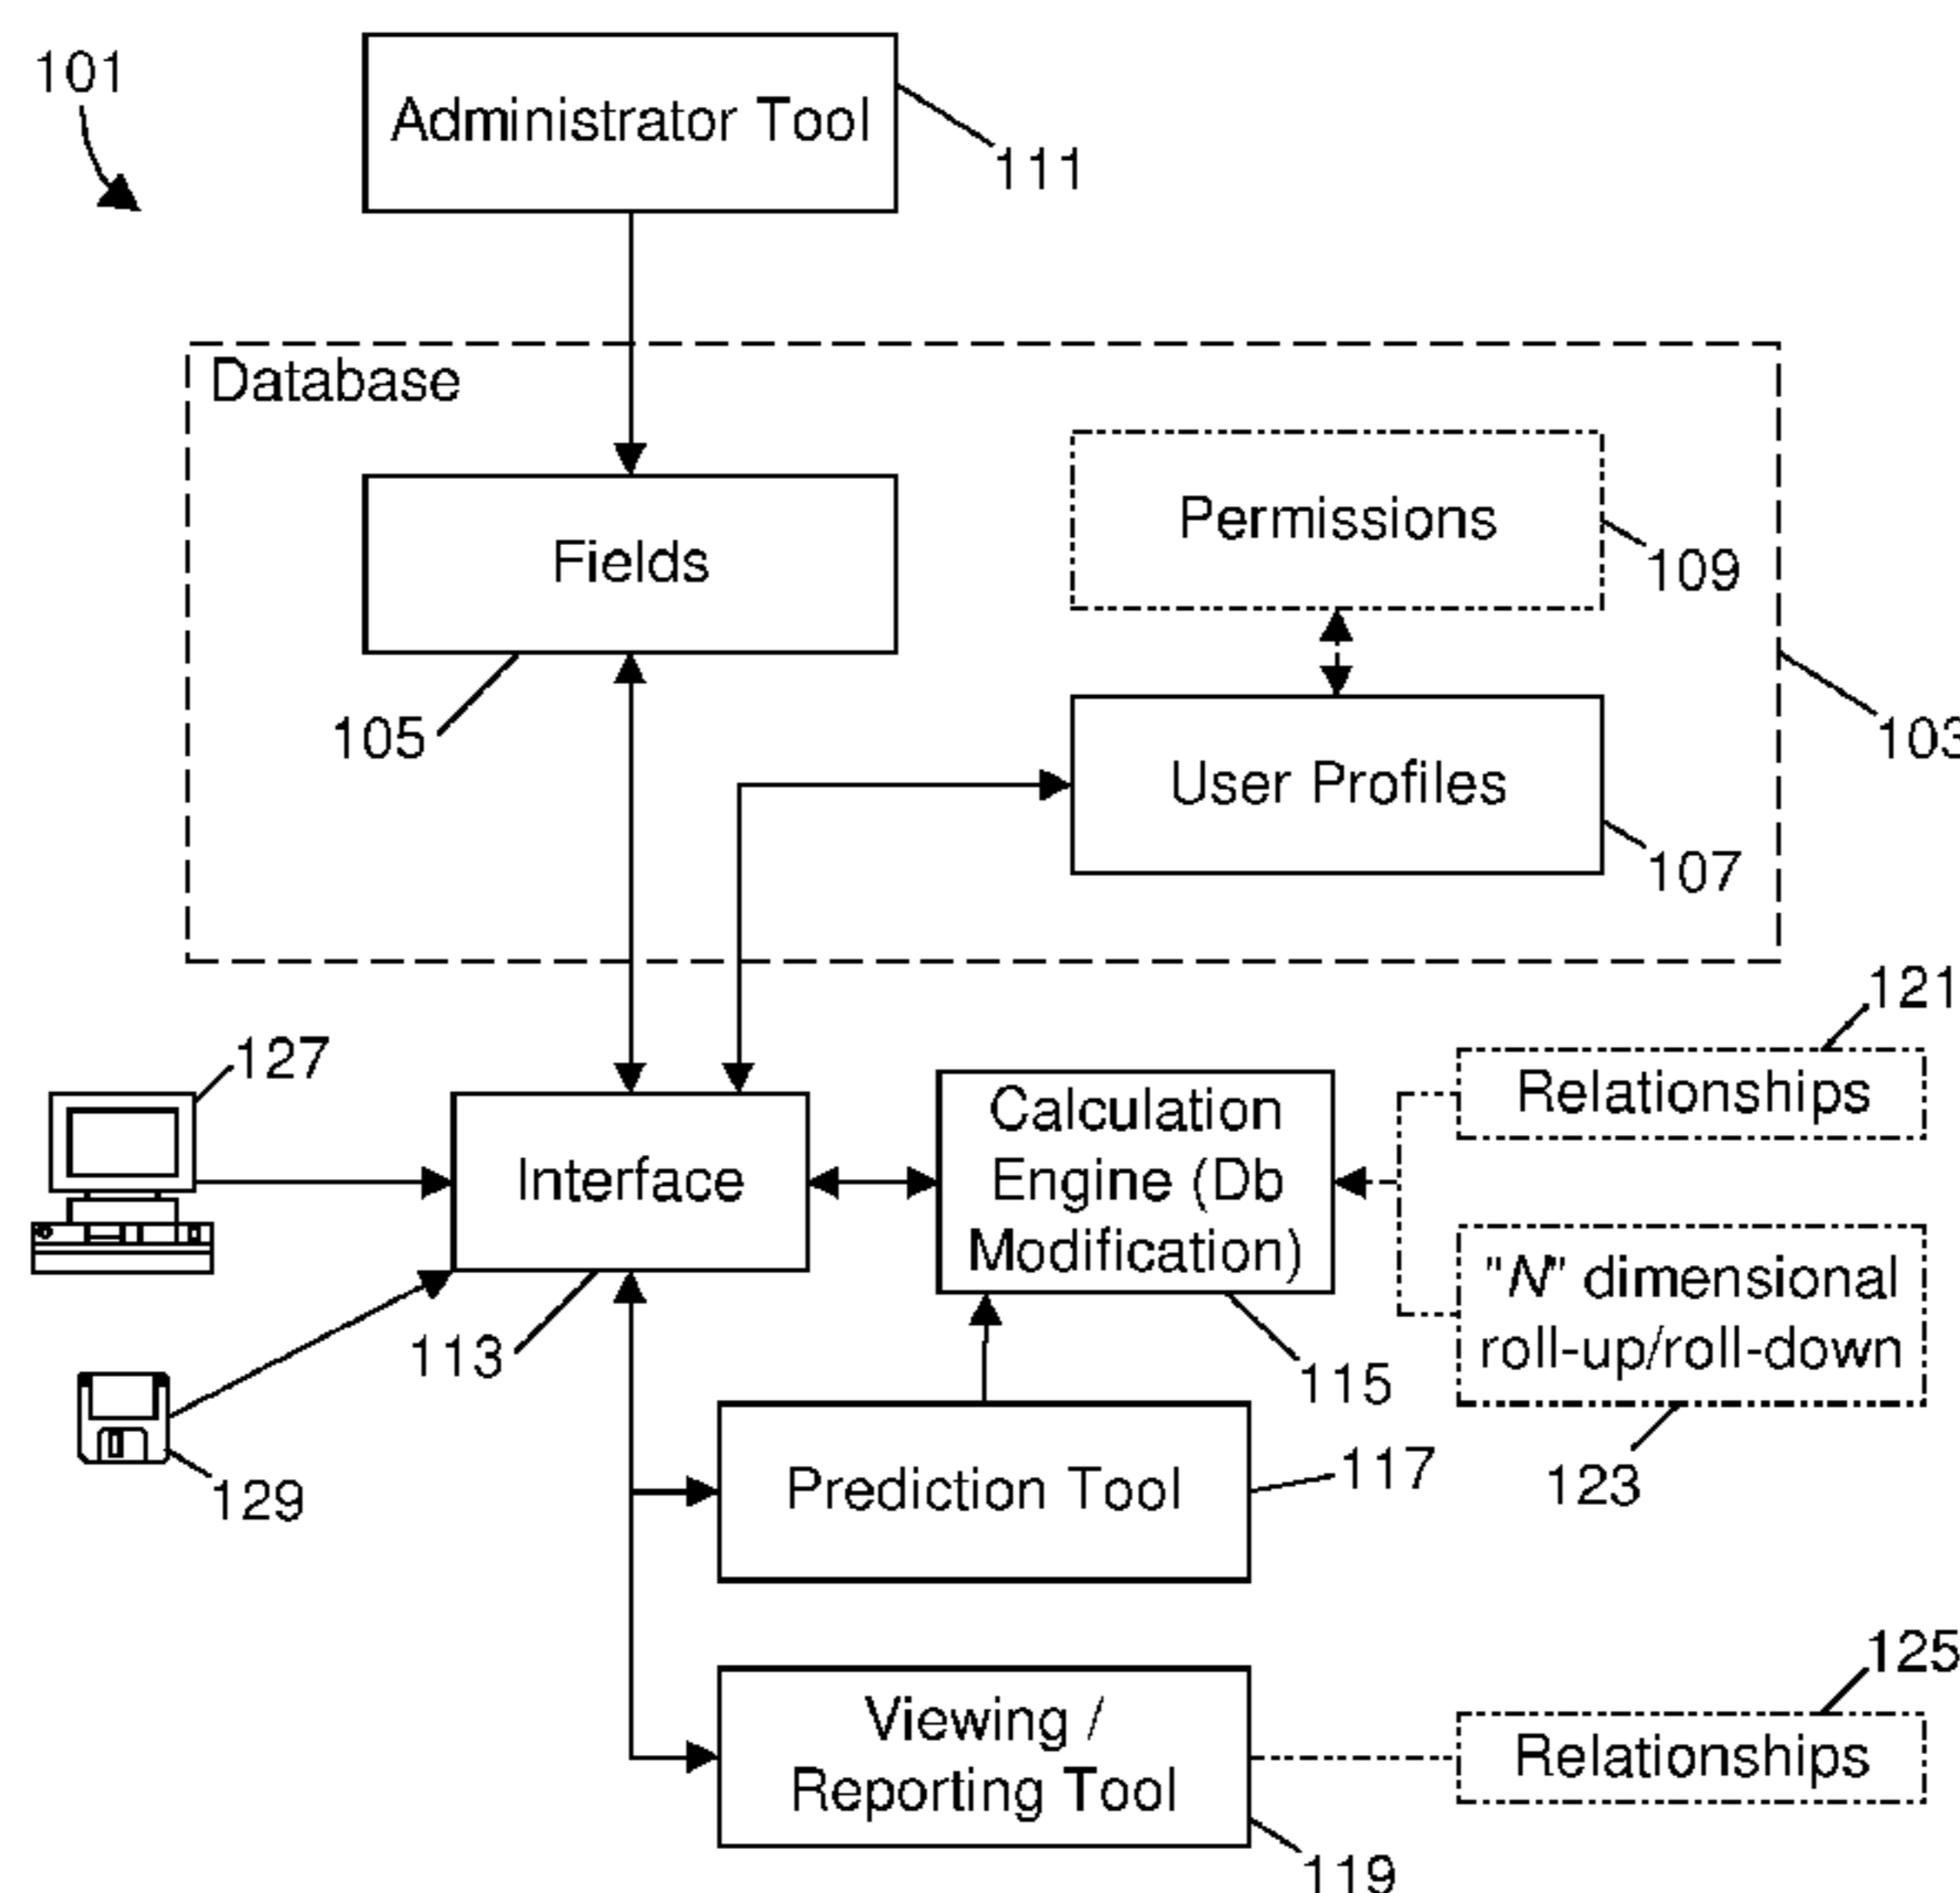 101
Administrator Tool
111
Database
Permissions
Fields
109
105
103
User Profiles
107
121
127
Relationships
Calculation
Engine (Db
Modification)
Interface
"N" dimensional
roll-up/roll-down
113
115
117
Prediction Tool
123
129
125
Viewing /
Reporting Tool
Relationships
119